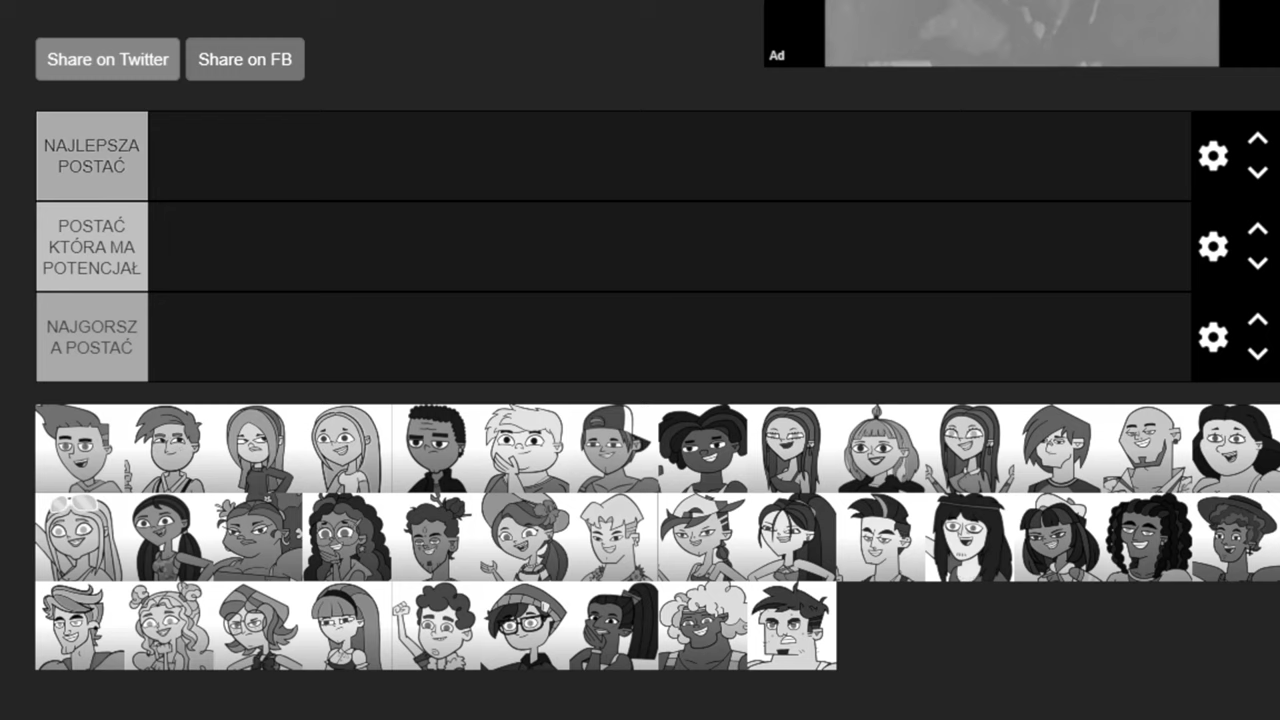 Share on Twitter
Share on FB
Ad
NAJLEPSZA
POSTAĆ
POSTAĆ
KTÓRA MA
POTENCJAŁ
NAJGORSZ
A POSTAĆ